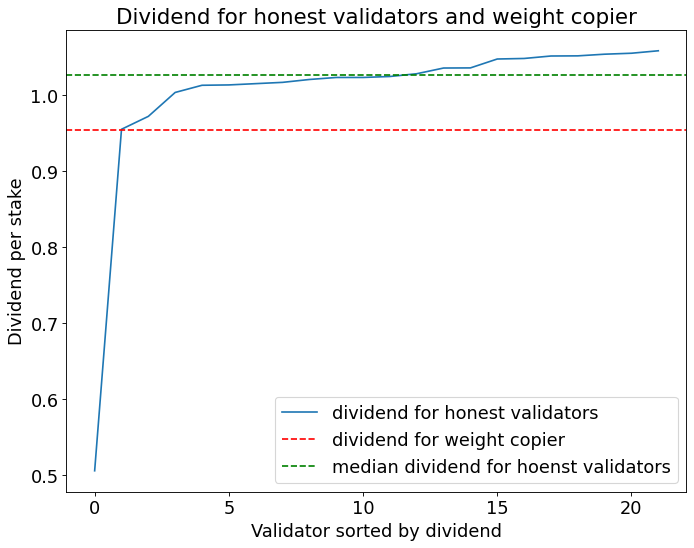 Dividend for honest validators and weight copier
Dividend per stake
1.0
0.9
0.8
0.7
0.6
0.5
dividend for honest validators
dividend for weight copier
median dividend for hoenst validators
0 5 10 15 20
Validator sorted by dividend